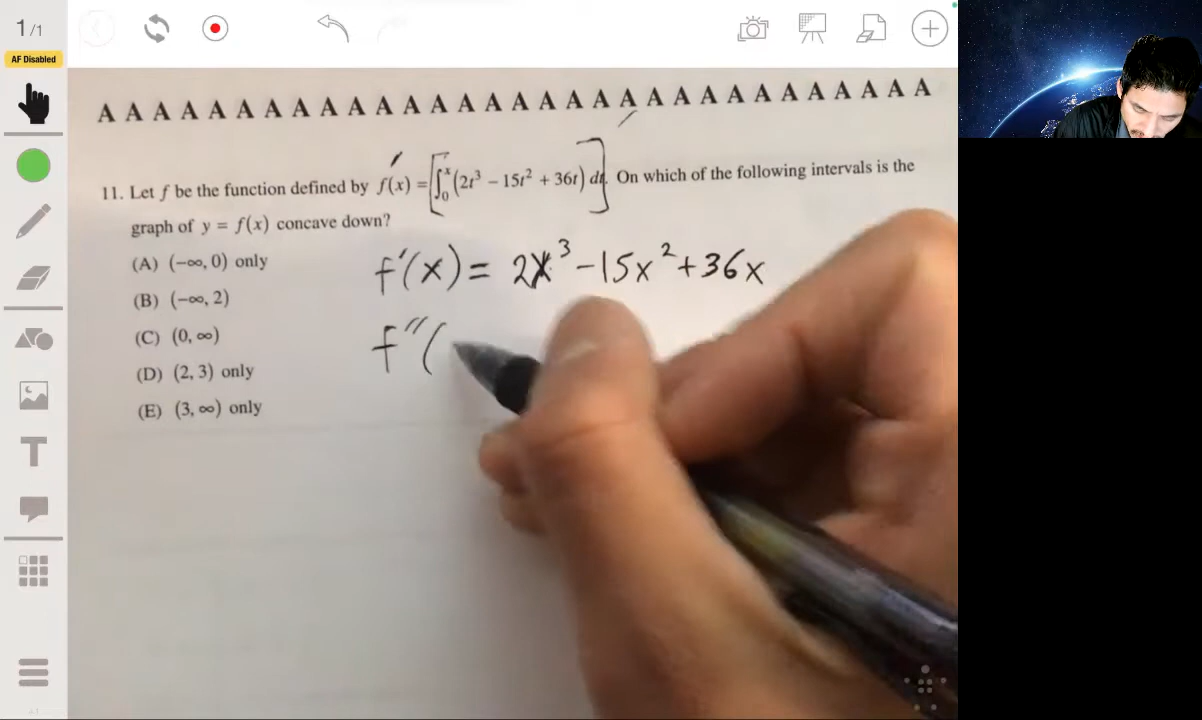 1/1
AF Disabled
A A A A A A A A A A A A A A A A A A A A A A A A A A A A A A A
11. Let f be the function defined by f'(x) = [∫₀ˣ (2t³ − 15t² + 36t) dt]'. On which of the following intervals is the
graph of y = f(x) concave down?
(A) (−∞, 0) only
(B) (−∞, 2)
(C) (0, ∞)
(D) (2, 3) only
(E) (3, ∞) only
f'(x) = 2x³ − 15x² + 36x
f''(
T